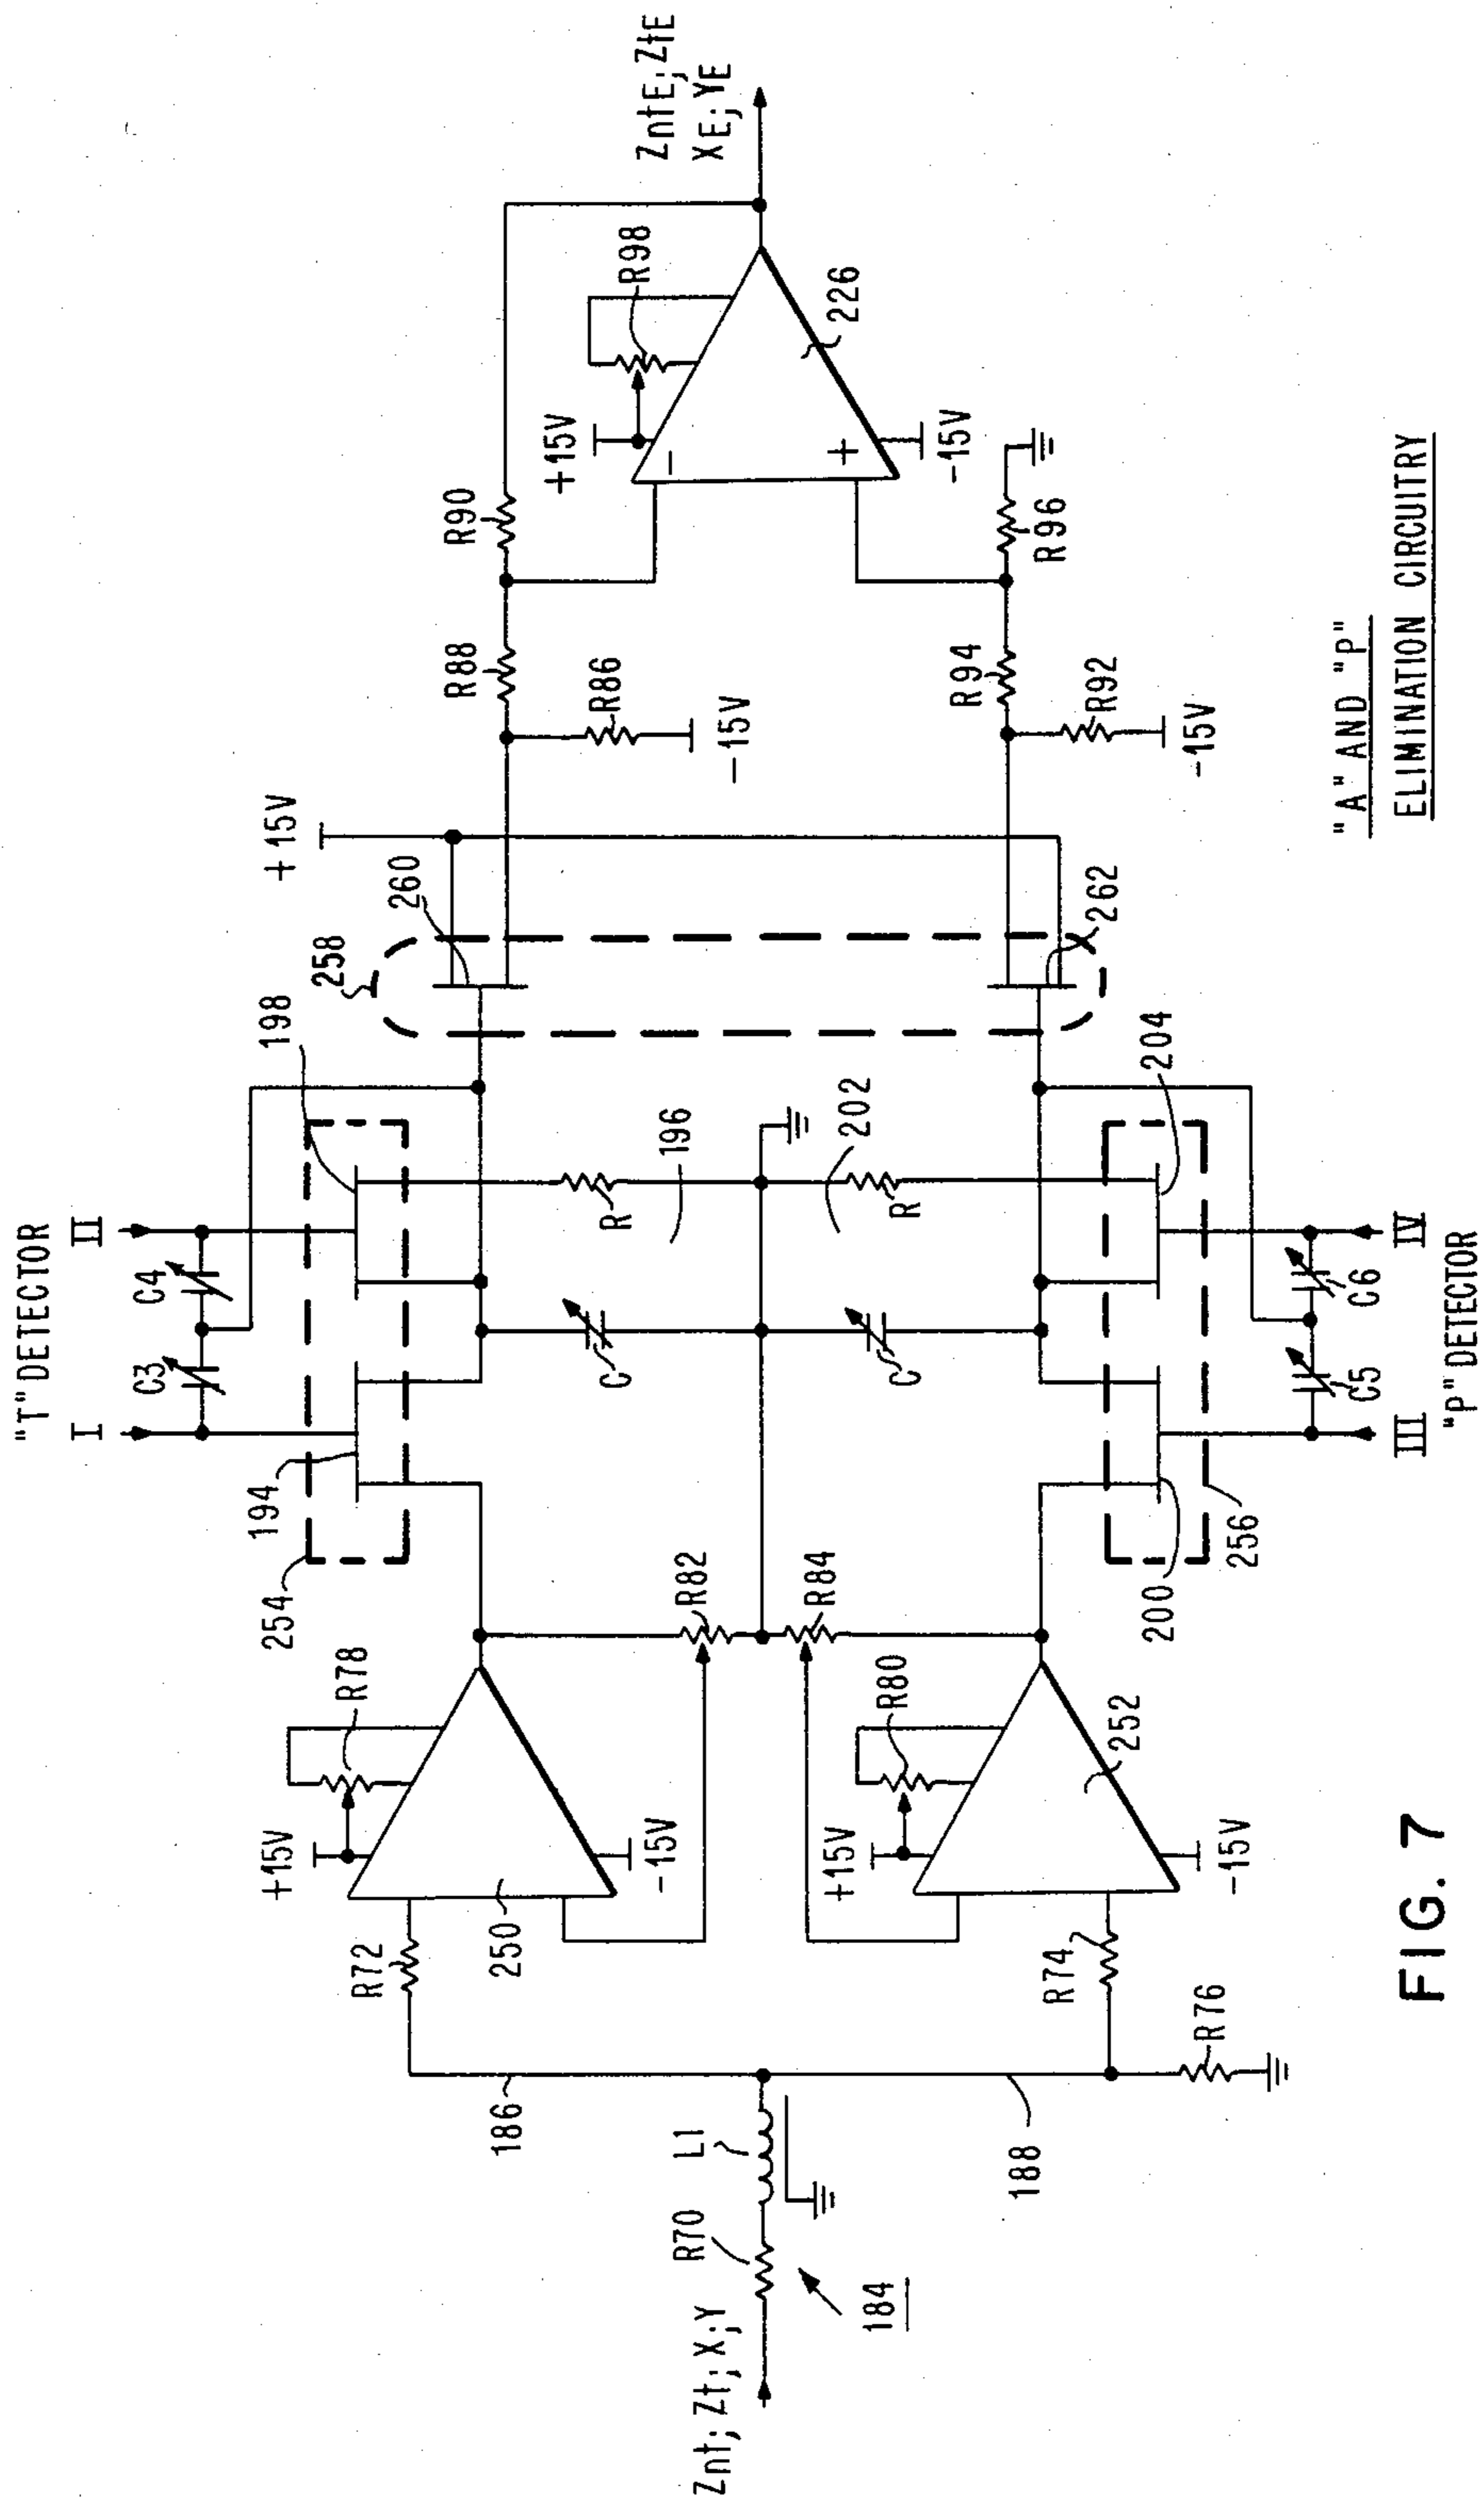 "T" DETECTOR
I
II
C3
C4
254
194
198
258
260
+15V
R78
+15V
-15V
R72
250
R82
R84
C
R
196
202
R
C
R88
R86
-15V
R90
+15V
R98
226
-15V
ZntE; ZtE
XE; YE
186
Znt; Zt; X; Y
R70
L1
184
188
R74
R76
+15V
R80
252
-15V
200
256
204
262
R94
R92
-15V
R96
III
IV
C5
C6
"P" DETECTOR
"A" AND "P"
ELIMINATION CIRCUITRY
FIG. 7